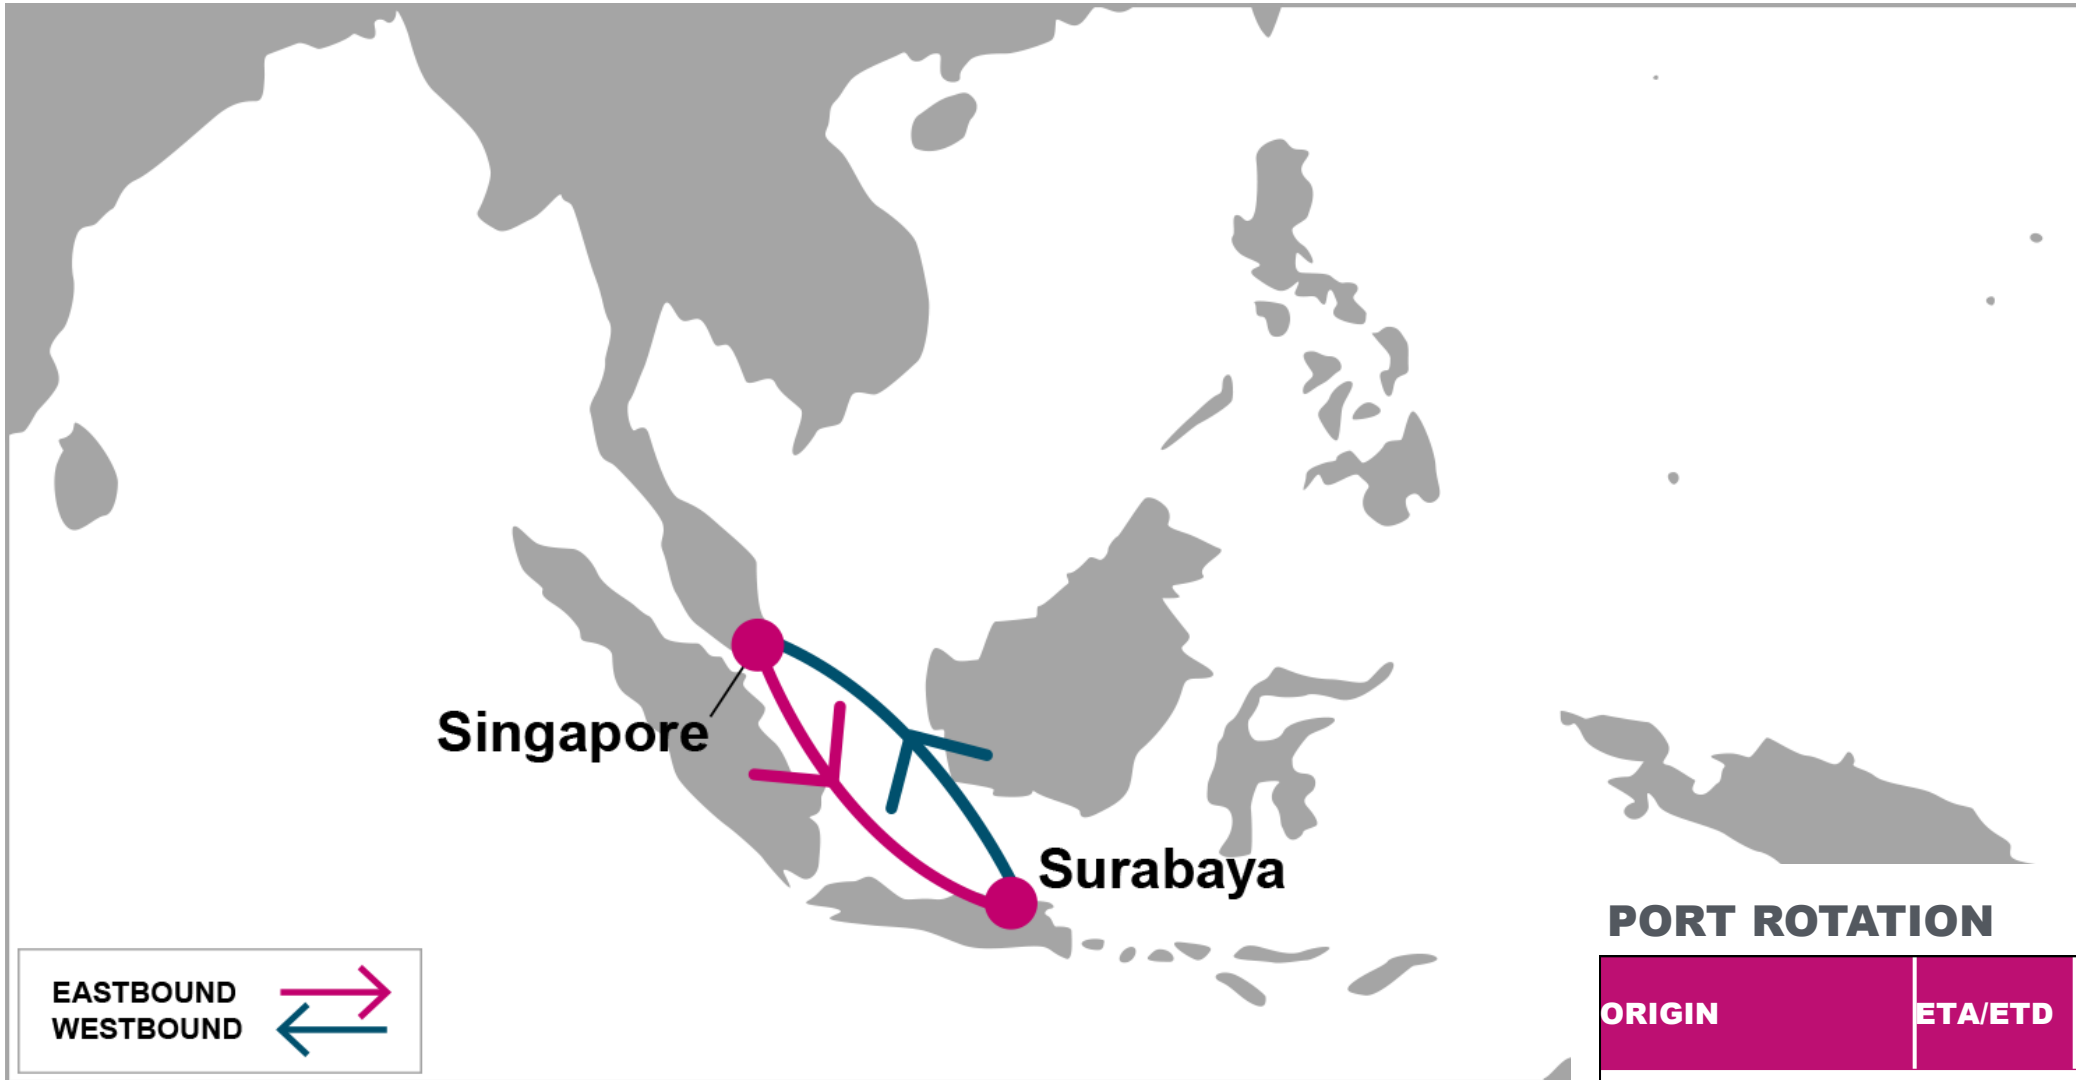 Singapore
Surabaya
EASTBOUND
WESTBOUND
PORT ROTATION
ORIGIN ETA/ETD